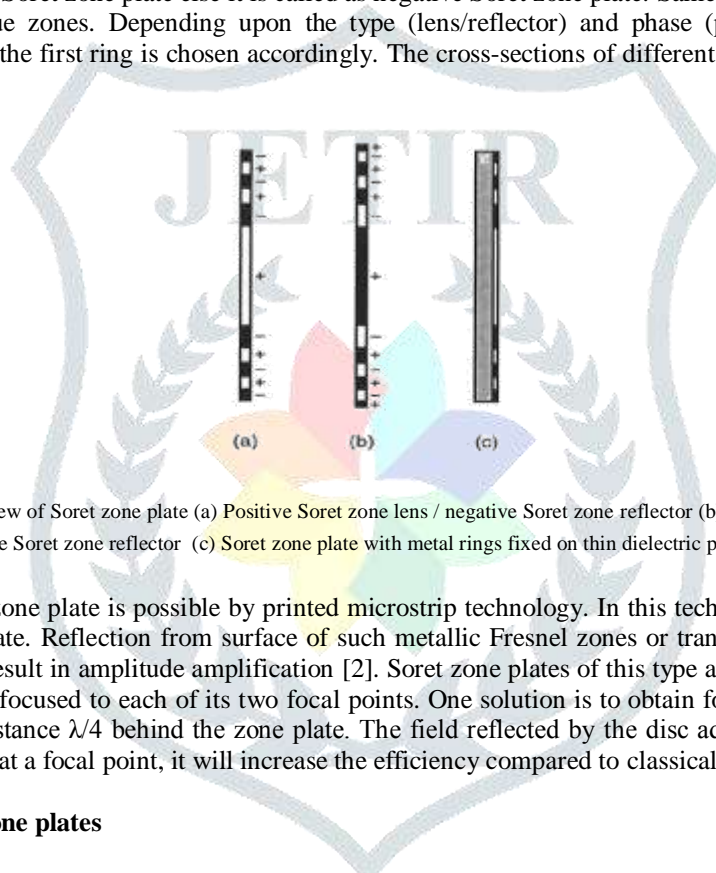 Soret zone plate else it is called as negative Soret zone plate. Same
ue zones. Depending upon the type (lens/reflector) and phase (p
the first ring is chosen accordingly. The cross-sections of different
JETIR
(a) (b) (c)
ew of Soret zone plate (a) Positive Soret zone lens / negative Soret zone reflector (b
e Soret zone reflector (c) Soret zone plate with metal rings fixed on thin dielectric p
zone plate is possible by printed microstrip technology. In this tech
ate. Reflection from surface of such metallic Fresnel zones or tran
esult in amplitude amplification [2]. Soret zone plates of this type a
focused to each of its two focal points. One solution is to obtain fo
stance λ/4 behind the zone plate. The field reflected by the disc ad
at a focal point, it will increase the efficiency compared to classical
one plates